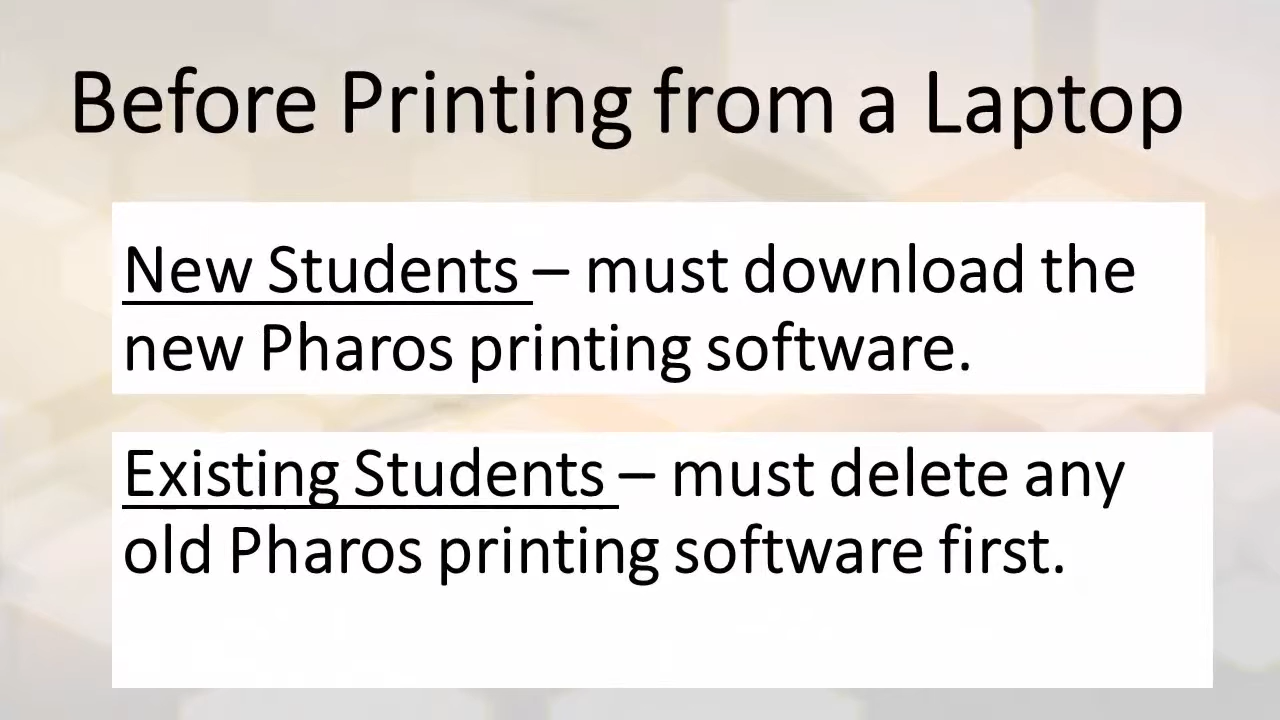 Before Printing from a Laptop
New Students – must download the
new Pharos printing software.
Existing Students – must delete any
old Pharos printing software first.